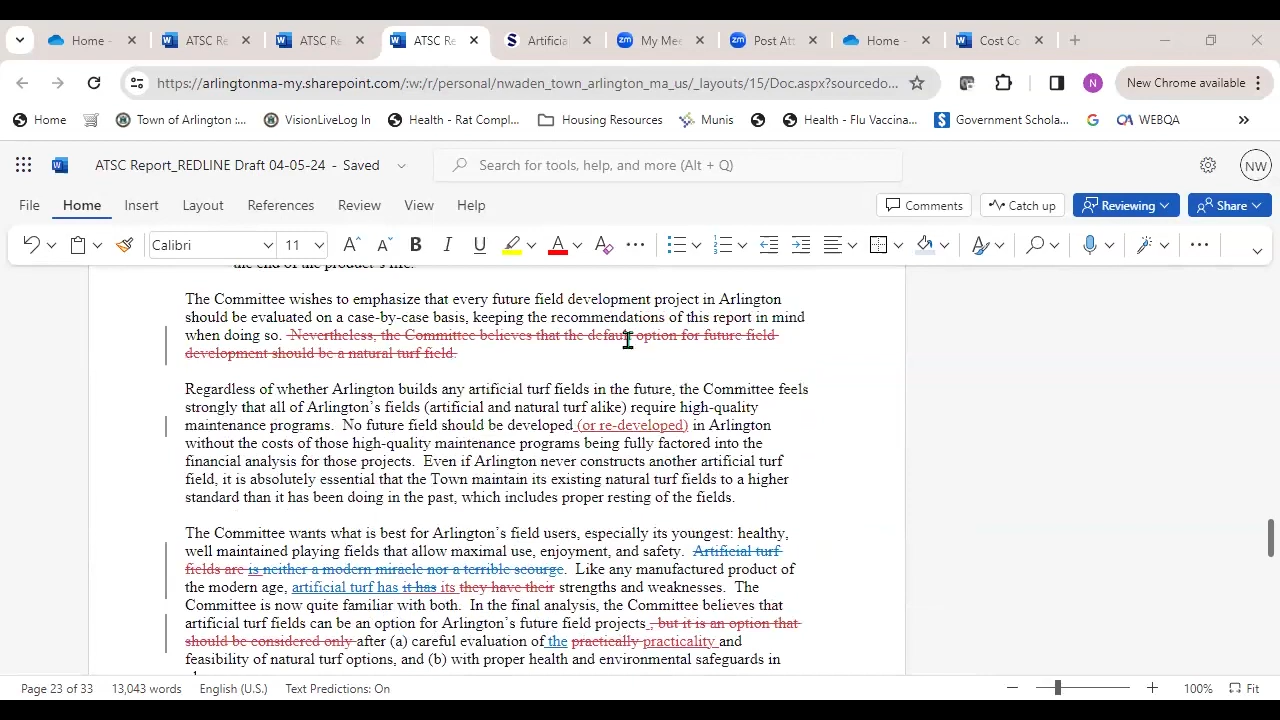 Home -
ATSC Re
ATSC Re
ATSC Re
Artificia
My Mee
Post Att
Home -
Cost Co
https://arlingtonma-my.sharepoint.com/:w:/r/personal/nwaden_town_arlington_ma_us/_layouts/15/Doc.aspx?sourcedo...
N
New Chrome available
Home
Town of Arlington :...
VisionLiveLog In
Health - Rat Compl...
Housing Resources
Munis
Health - Flu Vaccina...
Government Schola...
WEBQA
ATSC Report_REDLINE Draft 04-05-24 - Saved
Search for tools, help, and more (Alt + Q)
NW
File Home Insert Layout References Review View Help
Comments
Catch up
Reviewing
Share
Calibri
11
the end of the product's life.
The Committee wishes to emphasize that every future field development project in Arlington
should be evaluated on a case-by-case basis, keeping the recommendations of this report in mind
when doing so. Nevertheless, the Committee believes that the default option for future field
development should be a natural turf field.
Regardless of whether Arlington builds any artificial turf fields in the future, the Committee feels
strongly that all of Arlington's fields (artificial and natural turf alike) require high-quality
maintenance programs. No future field should be developed (or re-developed) in Arlington
without the costs of those high-quality maintenance programs being fully factored into the
financial analysis for those projects. Even if Arlington never constructs another artificial turf
field, it is absolutely essential that the Town maintain its existing natural turf fields to a higher
standard than it has been doing in the past, which includes proper resting of the fields.
The Committee wants what is best for Arlington's field users, especially its youngest: healthy,
well maintained playing fields that allow maximal use, enjoyment, and safety. Artificial turf
fields are is neither a modern miracle nor a terrible scourge. Like any manufactured product of
the modern age, artificial turf has it has its they have their strengths and weaknesses. The
Committee is now quite familiar with both. In the final analysis, the Committee believes that
artificial turf fields can be an option for Arlington's future field projects , but it is an option that
should be considered only after (a) careful evaluation of the practically practicality and
feasibility of natural turf options, and (b) with proper health and environmental safeguards in
Page 23 of 33
13,043 words
English (U.S.)
Text Predictions: On
100%
Fit